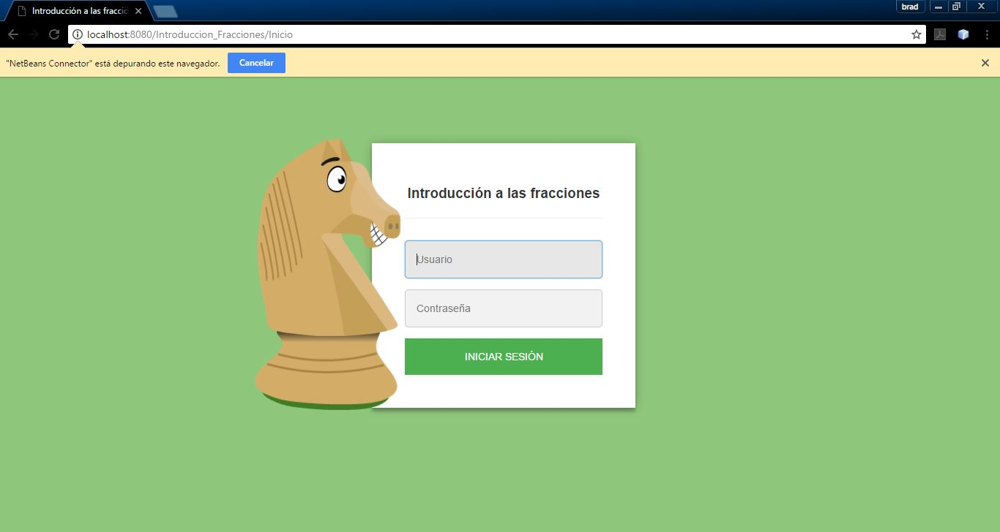 Introducción a las fraccio
brad
localhost:8080/Introduccion_Fracciones/Inicio
"NetBeans Connector" está depurando este navegador. Cancelar
Introducción a las fracciones
Usuario
Contraseña
INICIAR SESIÓN